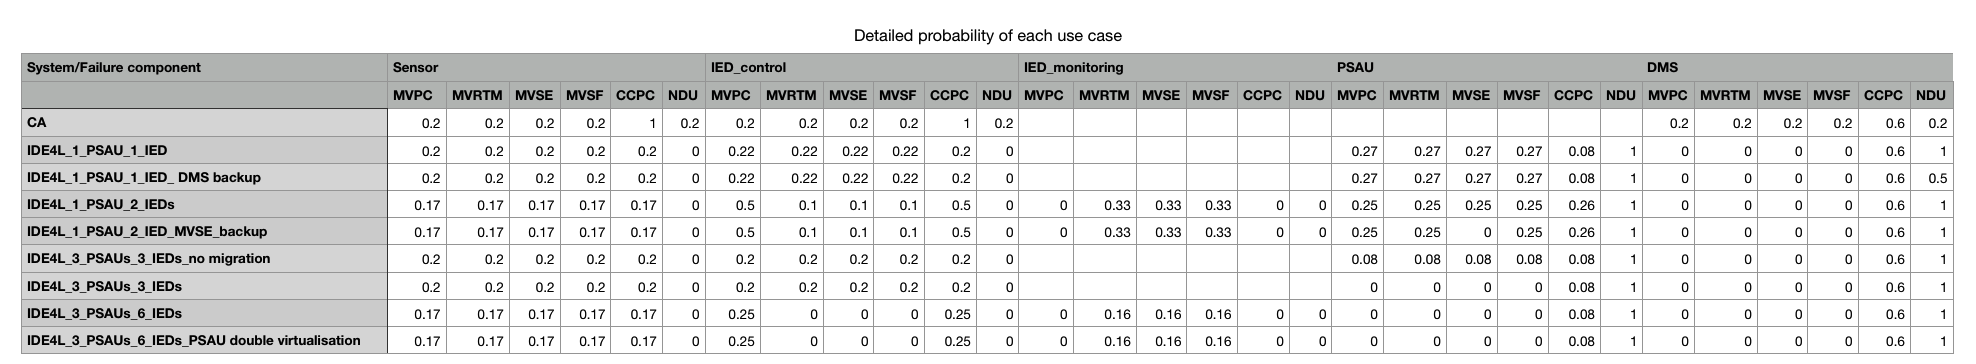 Detailed probability of each use case
System/Failure component Sensor IED_control IED_monitoring PSAU DMS
MVPC MVRTM MVSE MVSF CCPC NDU MVPC MVRTM MVSE MVSF CCPC NDU MVPC MVRTM MVSE MVSF CCPC NDU MVPC MVRTM MVSE MVSF CCPC NDU MVPC MVRTM MVSE MVSF CCPC NDU
CA 0.2 0.2 0.2 0.2 1 0.2 0.2 0.2 0.2 0.2 1 0.2 0.2 0.2 0.2 0.2 0.6 0.2
IDE4L_1_PSAU_1_IED 0.2 0.2 0.2 0.2 0.2 0 0.22 0.22 0.22 0.22 0.2 0 0.27 0.27 0.27 0.27 0.08 1 0 0 0 0 0.6 1
IDE4L_1_PSAU_1_IED_ DMS backup 0.2 0.2 0.2 0.2 0.2 0 0.22 0.22 0.22 0.22 0.2 0 0.27 0.27 0.27 0.27 0.08 1 0 0 0 0 0.6 0.5
IDE4L_1_PSAU_2_IEDs 0.17 0.17 0.17 0.17 0.17 0 0.5 0.1 0.1 0.1 0.5 0 0 0.33 0.33 0.33 0 0 0.25 0.25 0.25 0.25 0.26 1 0 0 0 0 0.6 1
IDE4L_1_PSAU_2_IED_MVSE_backup 0.17 0.17 0.17 0.17 0.17 0 0.5 0.1 0.1 0.1 0.5 0 0 0.33 0.33 0.33 0 0 0.25 0.25 0 0.25 0.26 1 0 0 0 0 0.6 1
IDE4L_3_PSAUs_3_IEDs_no migration 0.2 0.2 0.2 0.2 0.2 0 0.2 0.2 0.2 0.2 0.2 0 0.08 0.08 0.08 0.08 0.08 1 0 0 0 0 0.6 1
IDE4L_3_PSAUs_3_IEDs 0.2 0.2 0.2 0.2 0.2 0 0.2 0.2 0.2 0.2 0.2 0 0 0 0 0 0.08 1 0 0 0 0 0.6 1
IDE4L_3_PSAUs_6_IEDs 0.17 0.17 0.17 0.17 0.17 0 0.25 0 0 0 0.25 0 0 0.16 0.16 0.16 0 0 0 0 0 0 0.08 1 0 0 0 0 0.6 1
IDE4L_3_PSAUs_6_IEDs_PSAU double virtualisation 0.17 0.17 0.17 0.17 0.17 0 0.25 0 0 0 0.25 0 0 0.16 0.16 0.16 0 0 0 0 0 0 0.08 1 0 0 0 0 0.6 1